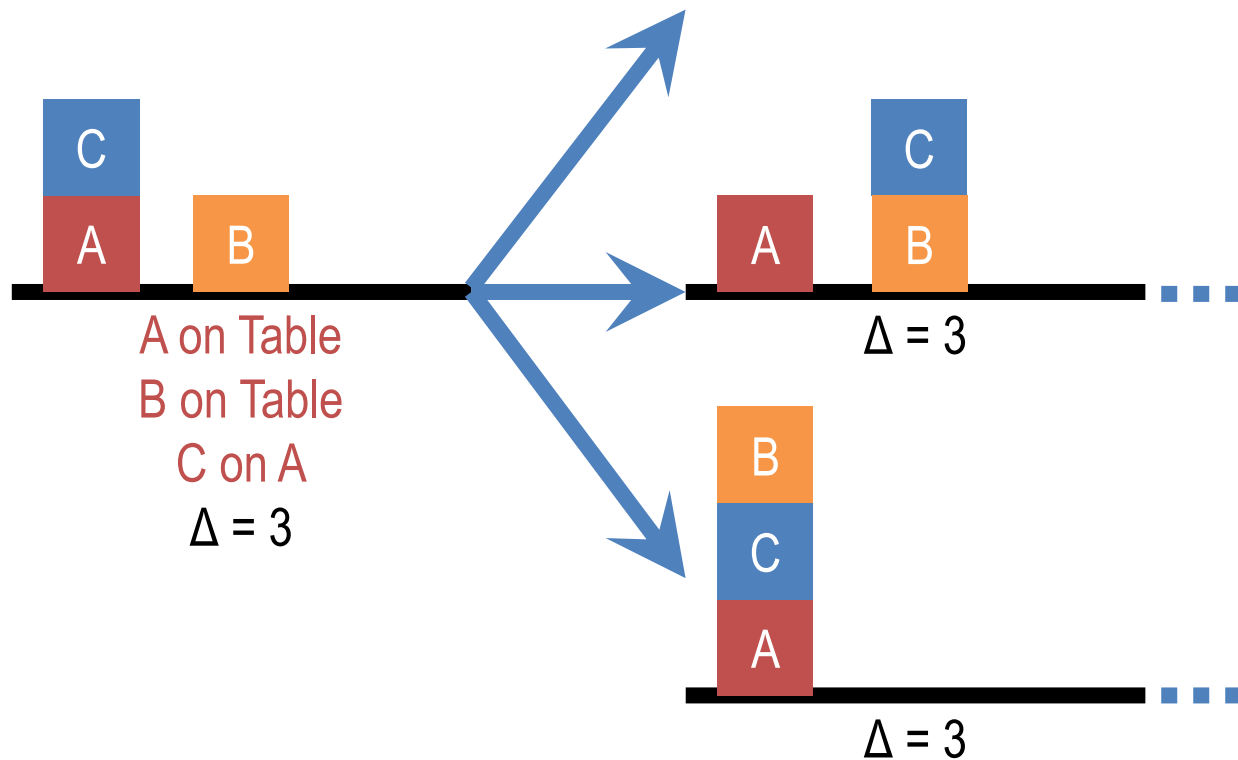 C
A
B
A on Table
B on Table
C on A
Δ = 3
C
A
B
Δ = 3
B
C
A
Δ = 3